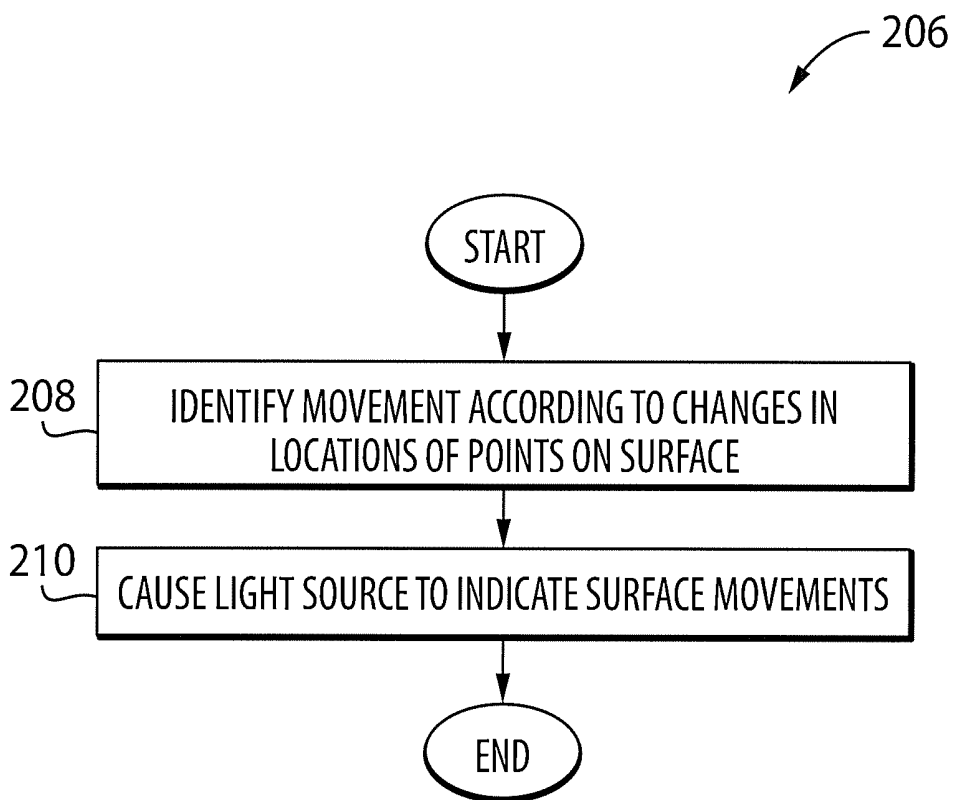 206
START
208
IDENTIFY MOVEMENT ACCORDING TO CHANGES IN
LOCATIONS OF POINTS ON SURFACE
210
CAUSE LIGHT SOURCE TO INDICATE SURFACE MOVEMENTS
END